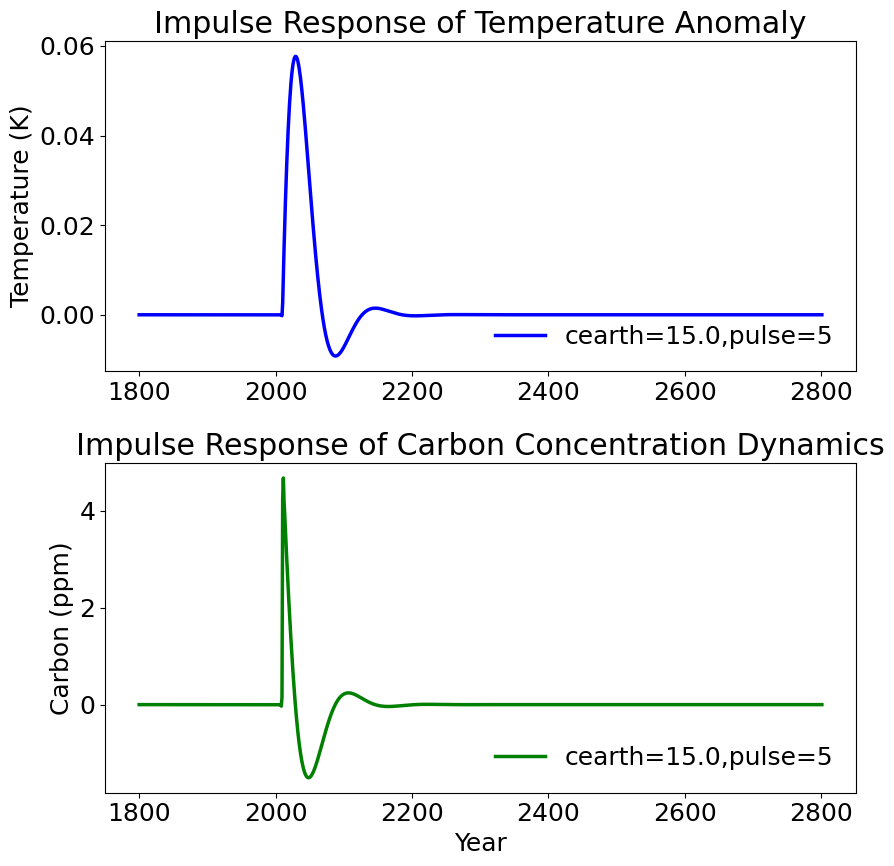 Impulse Response of Temperature Anomaly
Temperature (K)
0.06
0.04
0.02
0.00
cearth=15.0,pulse=5
1800 2000 2200 2400 2600 2800
Impulse Response of Carbon Concentration Dynamics
Carbon (ppm)
4
2
0
cearth=15.0,pulse=5
1800 2000 2200 2400 2600 2800
Year